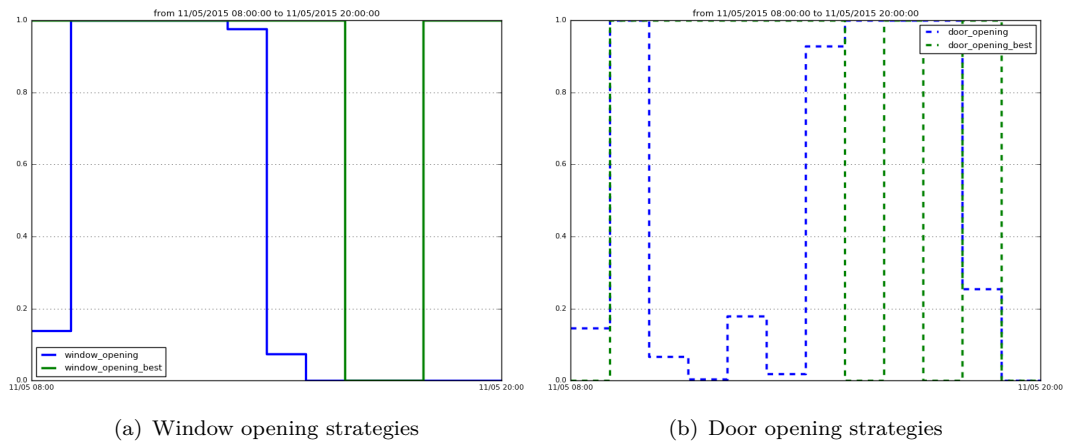 from 11/05/2015 08:00:00 to 11/05/2015 20:00:00
1.0
0.8
0.6
0.4
0.2
0.0
window_opening
window_opening_best
11/05 08:00
11/05 20:00
(a) Window opening strategies
from 11/05/2015 08:00:00 to 11/05/2015 20:00:00
1.0
0.8
0.6
0.4
0.2
0.0
door_opening
door_opening_best
11/05 08:00
11/05 20:00
(b) Door opening strategies